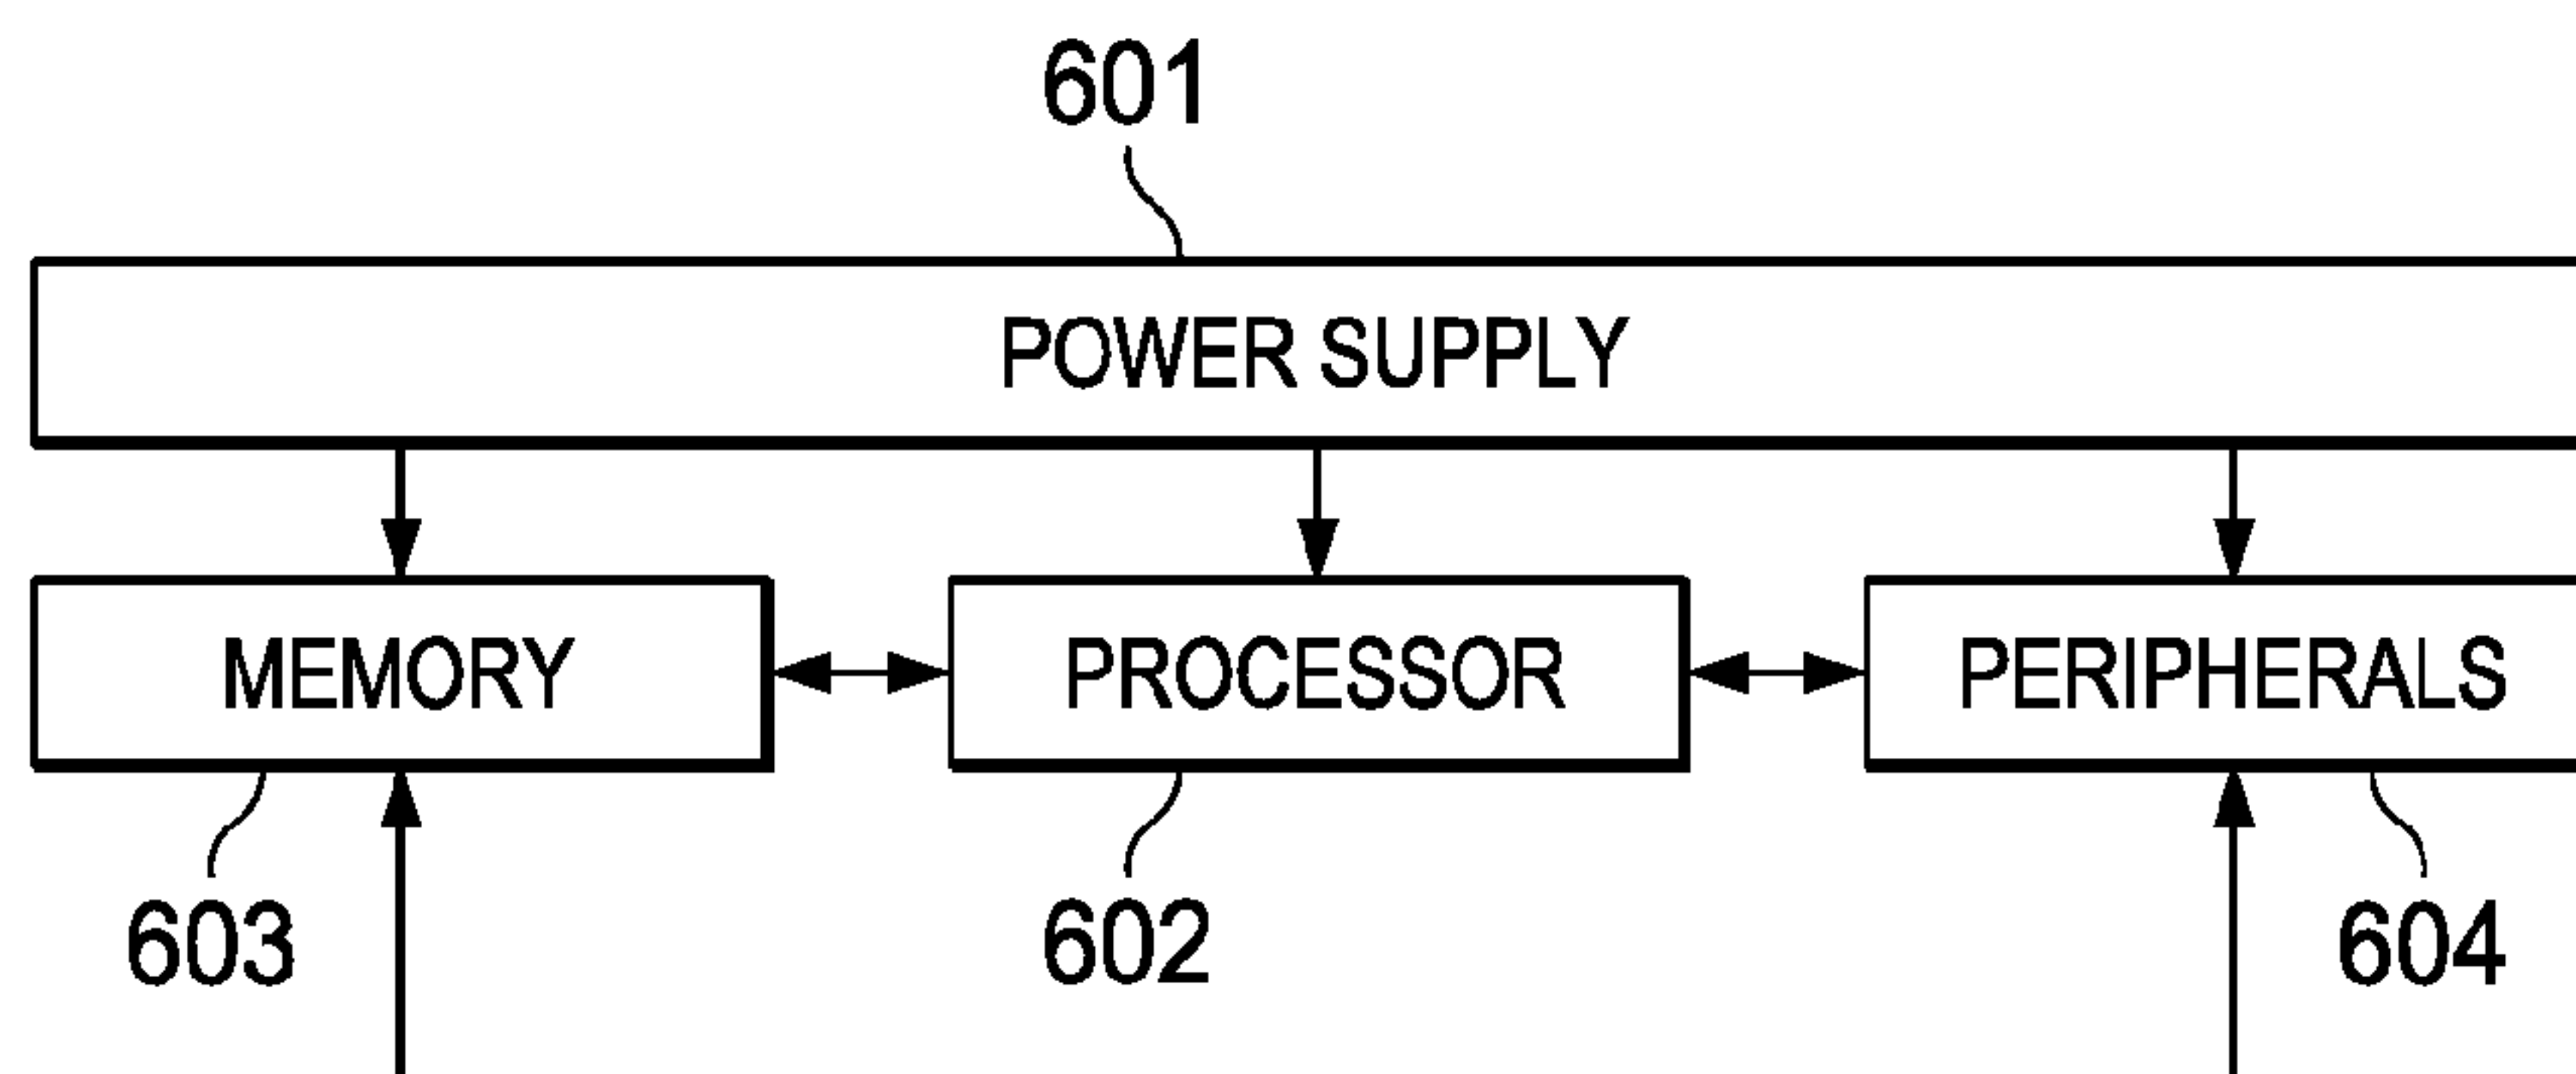 601
POWER SUPPLY
MEMORY
PROCESSOR
PERIPHERALS
603
602
604